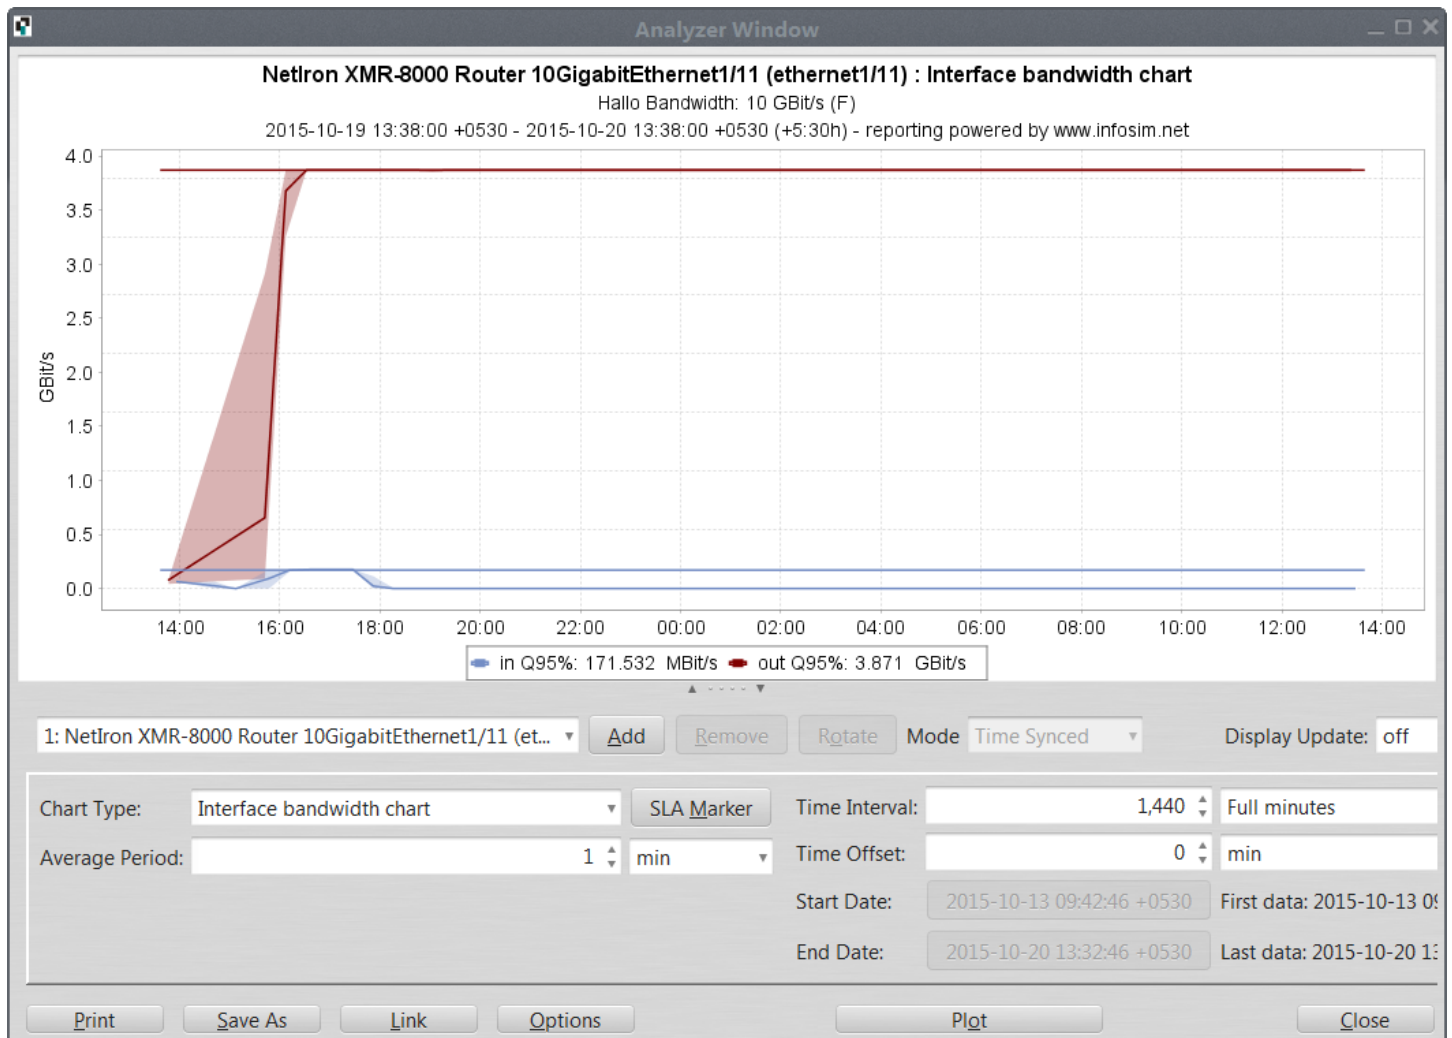 Analyzer Window
NetIron XMR-8000 Router 10GigabitEthernet1/11 (ethernet1/11) : Interface bandwidth chart
Hallo Bandwidth: 10 GBit/s (F)
2015-10-19 13:38:00 +0530 - 2015-10-20 13:38:00 +0530 (+5:30h) - reporting powered by www.infosim.net
4.0
3.5
3.0
2.5
2.0
1.5
1.0
0.5
0.0
GBit/s
14:00 16:00 18:00 20:00 22:00 00:00 02:00 04:00 06:00 08:00 10:00 12:00 14:00
in Q95%: 171.532 MBit/s out Q95%: 3.871 GBit/s
1: NetIron XMR-8000 Router 10GigabitEthernet1/11 (et... Add Remove Rotate Mode Time Synced Display Update: off
Chart Type: Interface bandwidth chart SLA Marker Time Interval: 1,440 Full minutes
Average Period: 1 min Time Offset: 0 min
Start Date: 2015-10-13 09:42:46 +0530 First data: 2015-10-13 09
End Date: 2015-10-20 13:32:46 +0530 Last data: 2015-10-20 13:
Print Save As Link Options Plot Close